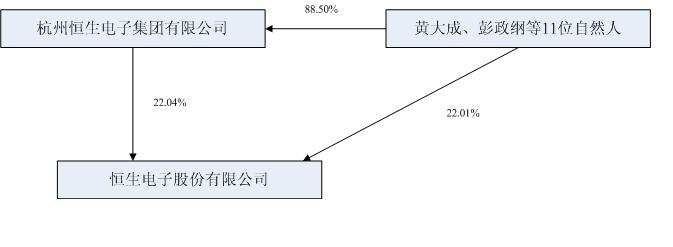 88.50%
杭州恒生电子集团有限公司
黄大成、彭政纲等11位自然人
22.04%
22.01%
恒生电子股份有限公司